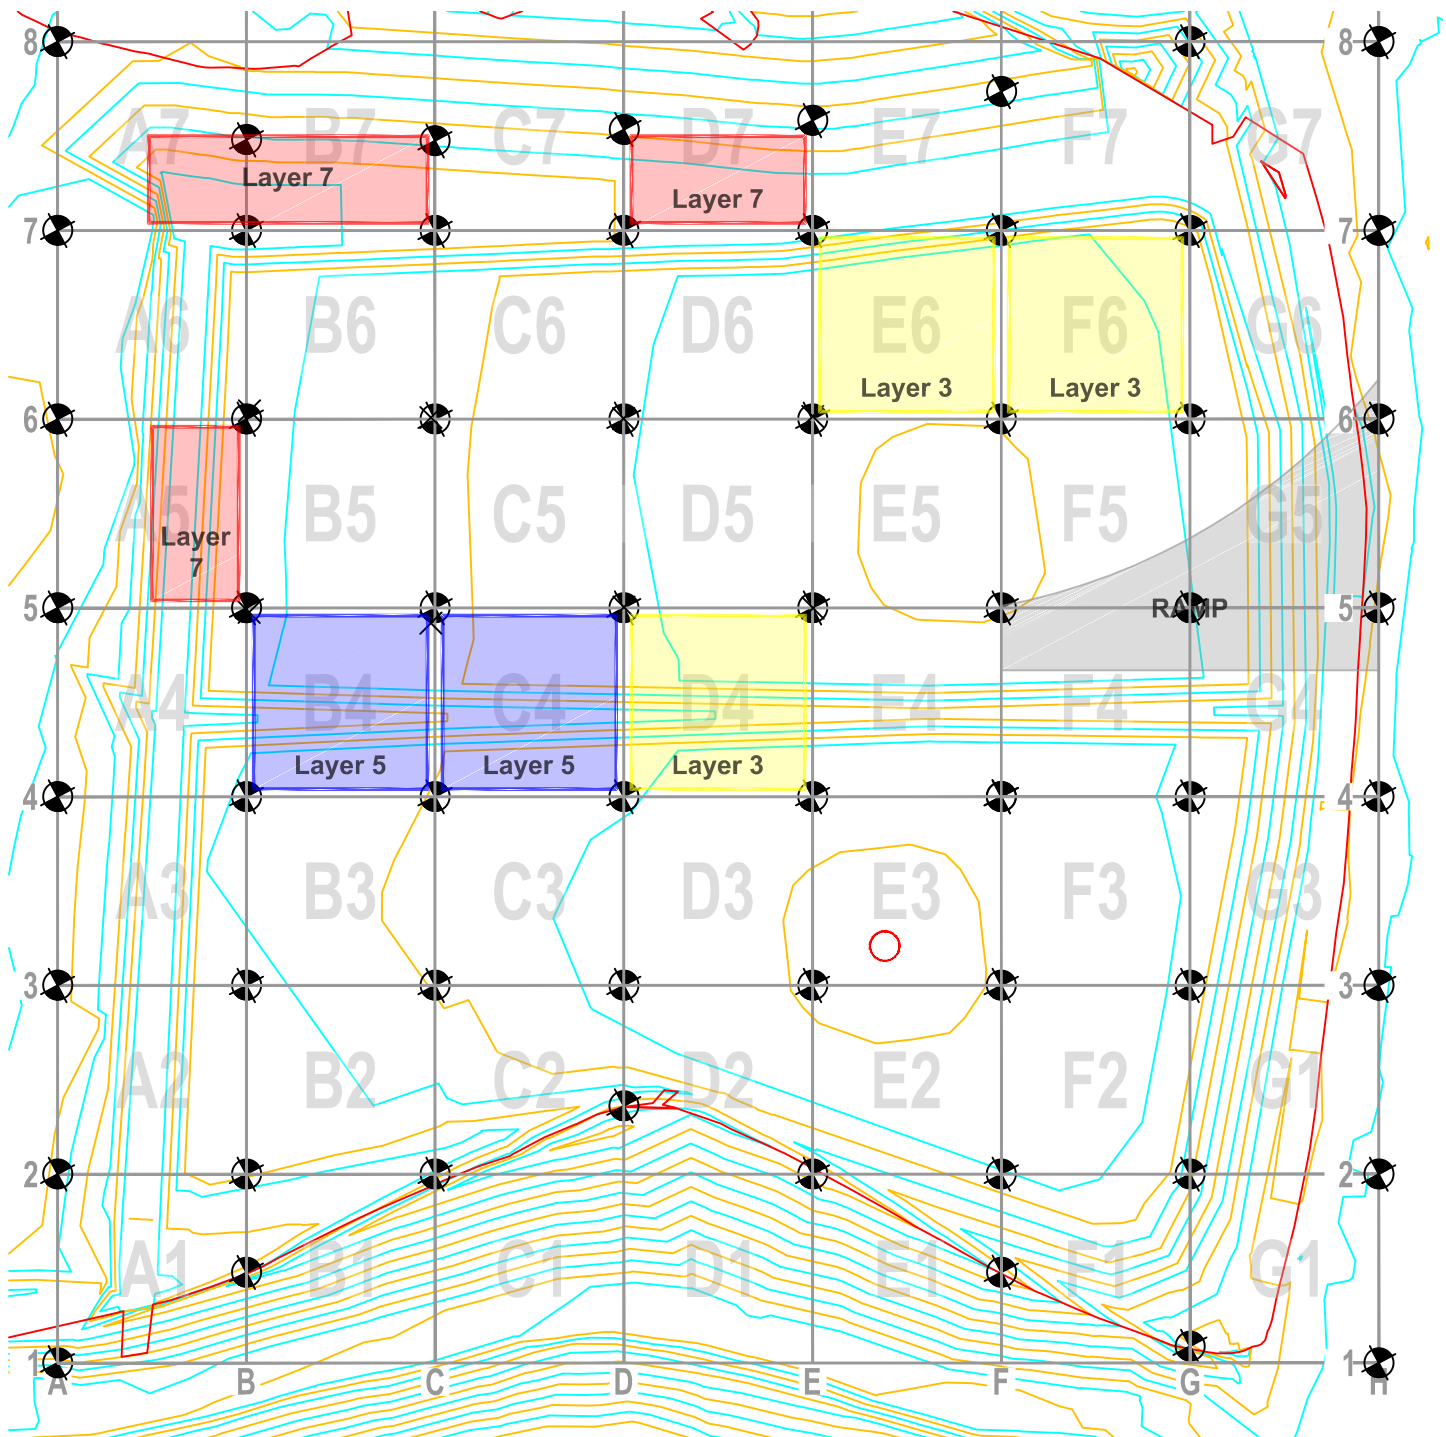 8 8
A7 B7 C7 D7 E7 F7 G7
Layer 7 Layer 7
7 7
A6 B6 C6 D6 E6 F6 G6
Layer 3 Layer 3
6 6
A5 B5 C5 D5 E5 F5 G5
Layer
7
5 RAMP 5
A4 B4 C4 D4 E4 F4 G4
Layer 5 Layer 5 Layer 3
4 4
A3 B3 C3 D3 E3 F3 G3
3 3
A2 B2 C2 D2 E2 F2 G1
2 2
A1 B1 C1 D1 E1 F1 G1
1 1
A B C D E F G H